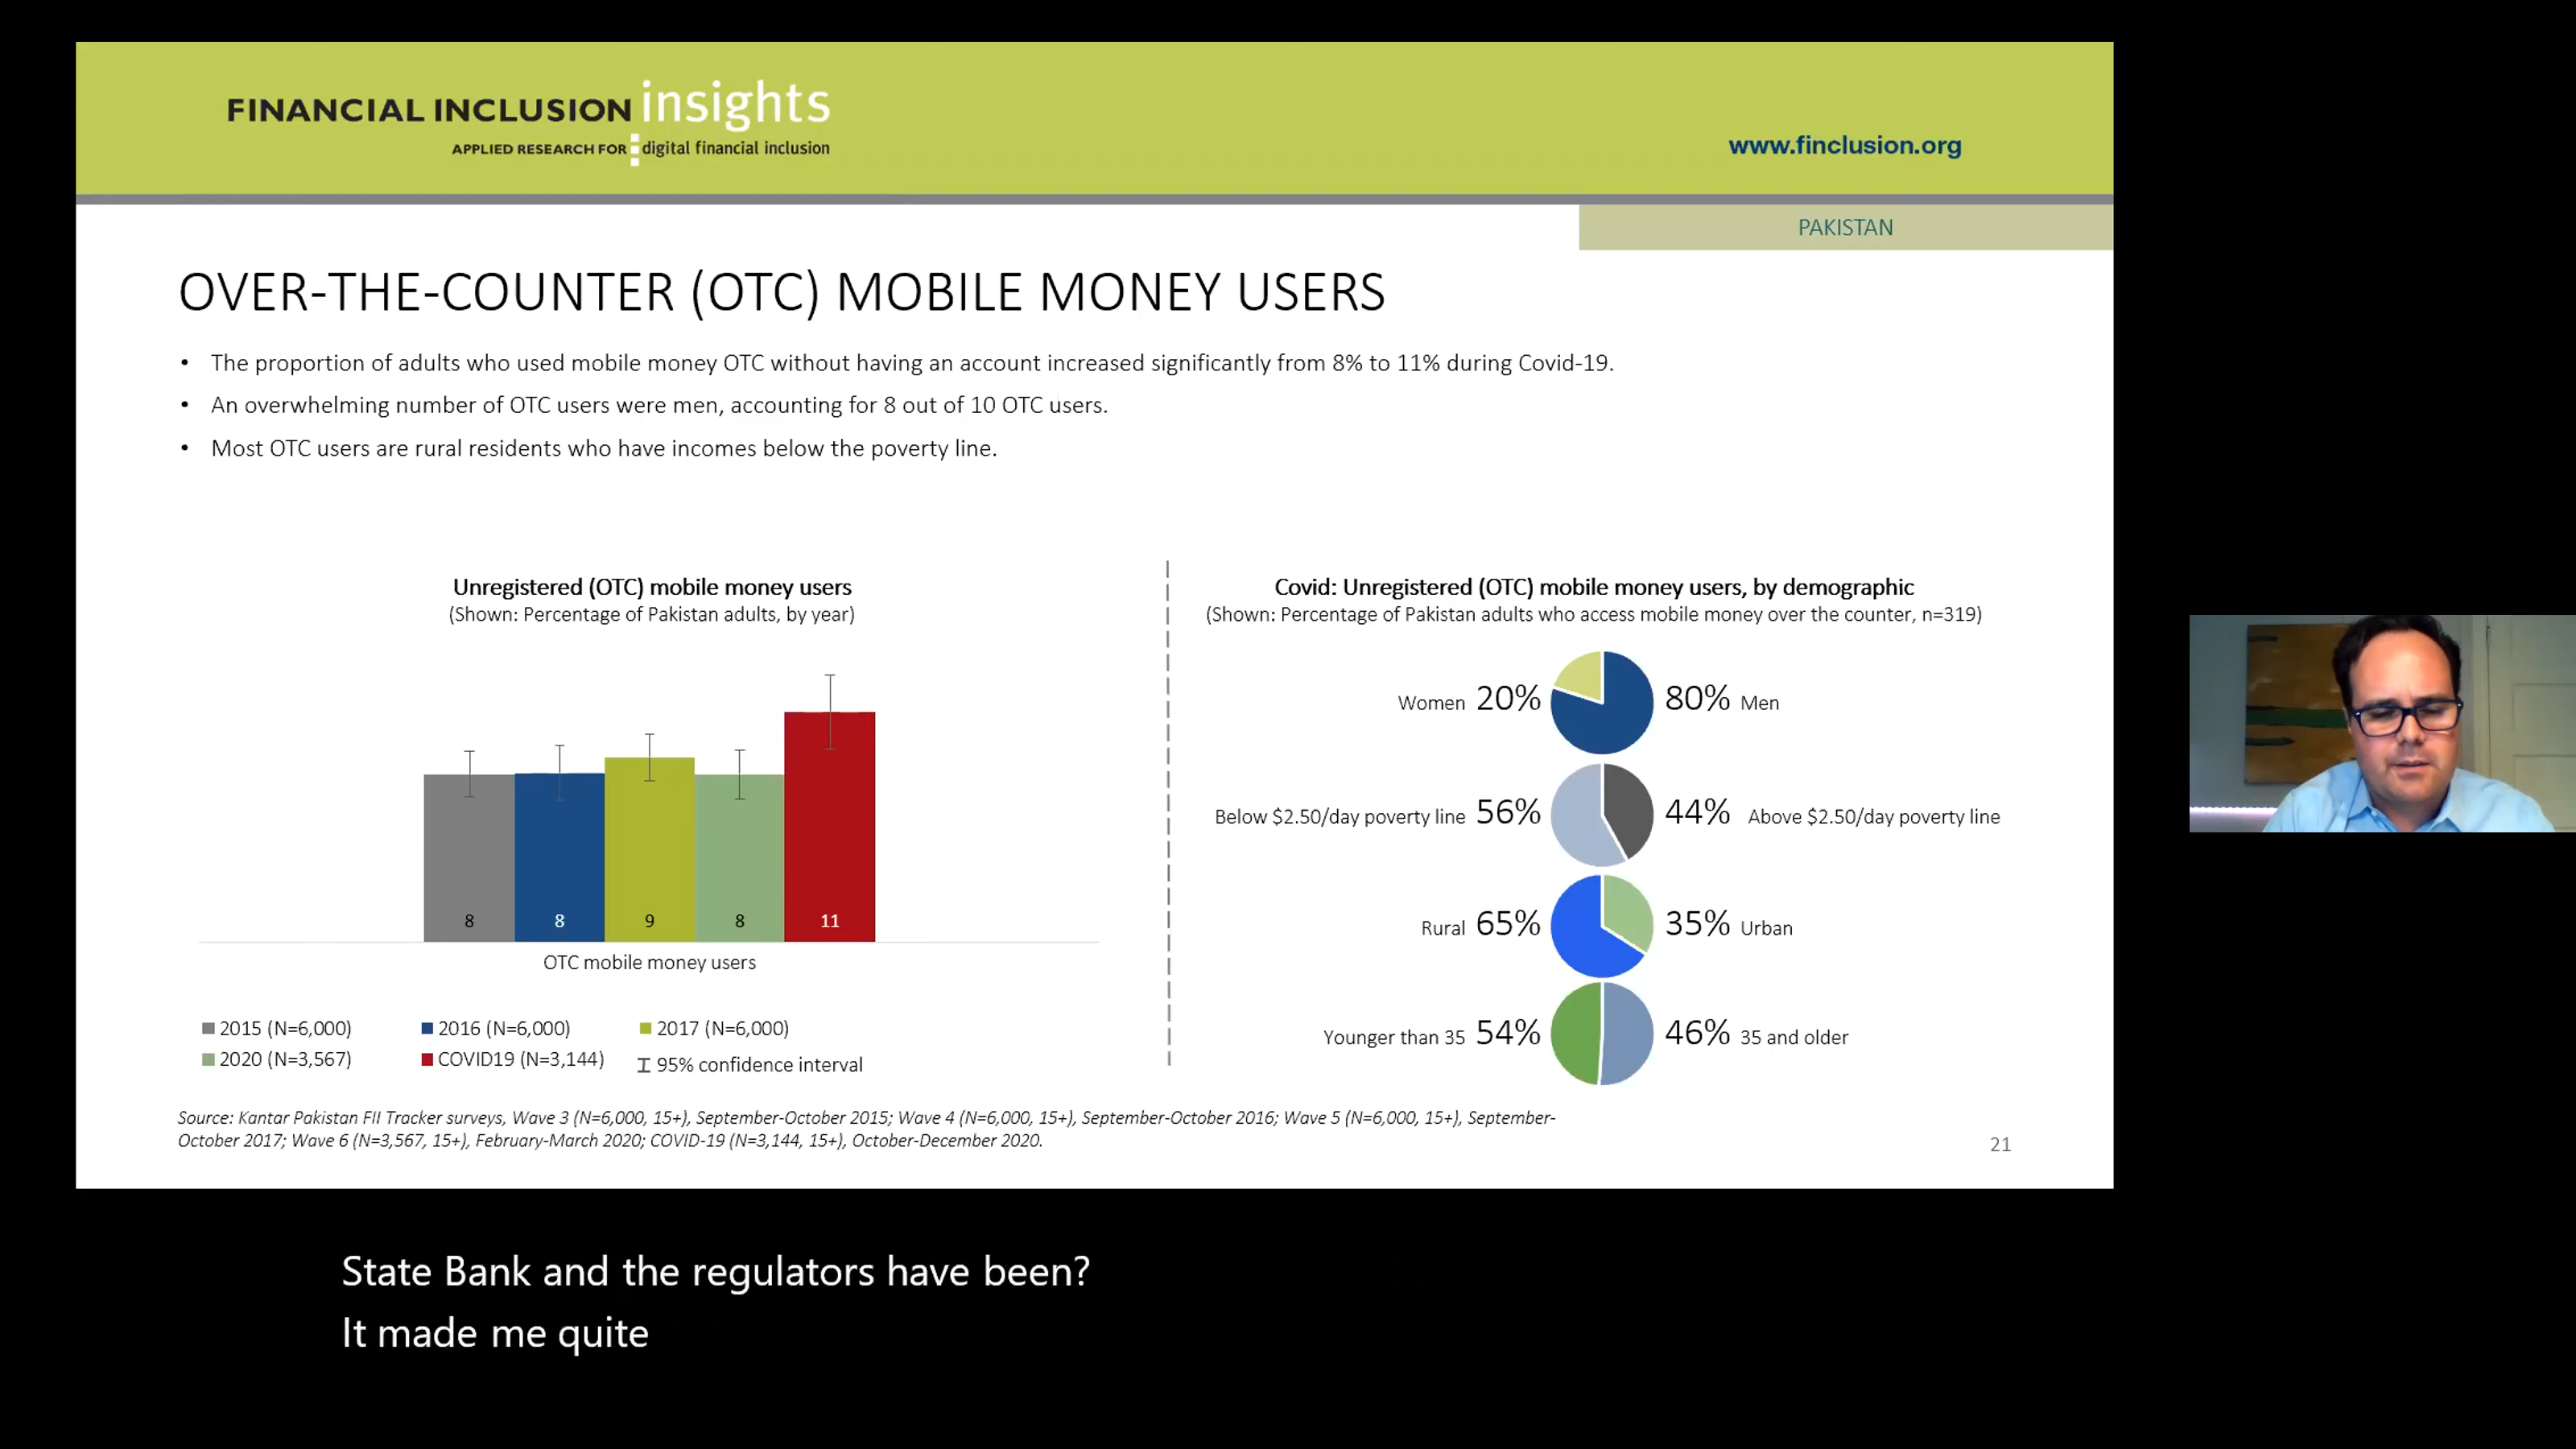 FINANCIAL INCLUSION insights
APPLIED RESEARCH FOR digital financial inclusion
www.finclusion.org
PAKISTAN
OVER-THE-COUNTER (OTC) MOBILE MONEY USERS
• The proportion of adults who used mobile money OTC without having an account increased significantly from 8% to 11% during Covid-19.
• An overwhelming number of OTC users were men, accounting for 8 out of 10 OTC users.
• Most OTC users are rural residents who have incomes below the poverty line.
Unregistered (OTC) mobile money users
(Shown: Percentage of Pakistan adults, by year)
8 8 9 8 11
OTC mobile money users
2015 (N=6,000) 2016 (N=6,000) 2017 (N=6,000)
2020 (N=3,567) COVID19 (N=3,144) 95% confidence interval
Covid: Unregistered (OTC) mobile money users, by demographic
(Shown: Percentage of Pakistan adults who access mobile money over the counter, n=319)
Women 20% 80% Men
Below $2.50/day poverty line 56% 44% Above $2.50/day poverty line
Rural 65% 35% Urban
Younger than 35 54% 46% 35 and older
Source: Kantar Pakistan FII Tracker surveys, Wave 3 (N=6,000, 15+), September-October 2015; Wave 4 (N=6,000, 15+), September-October 2016; Wave 5 (N=6,000, 15+), September-
October 2017; Wave 6 (N=3,567, 15+), February-March 2020; COVID-19 (N=3,144, 15+), October-December 2020.
21
State Bank and the regulators have been?
It made me quite